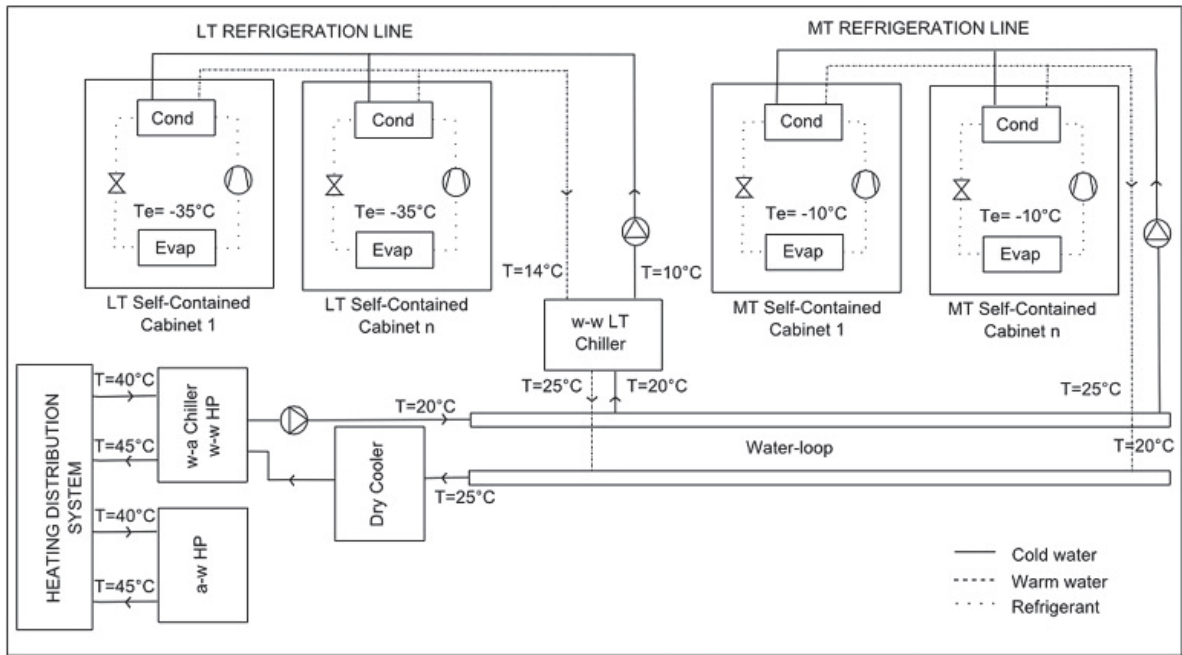 LT REFRIGERATION LINE
MT REFRIGERATION LINE
Cond
Te= -35°C
Evap
LT Self-Contained
Cabinet 1
Cond
Te= -35°C
Evap
LT Self-Contained
Cabinet n
T=14°C
T=10°C
w-w LT
Chiller
T=25°C
T=20°C
Cond
Te= -10°C
Evap
MT Self-Contained
Cabinet 1
Cond
Te= -10°C
Evap
MT Self-Contained
Cabinet n
T=25°C
T=20°C
HEATING DISTRIBUTION
SYSTEM
T=40°C
T=45°C
w-a Chiller
w-w HP
T=40°C
T=45°C
a-w HP
T=20°C
Dry Cooler
T=25°C
Water-loop
Cold water
Warm water
Refrigerant